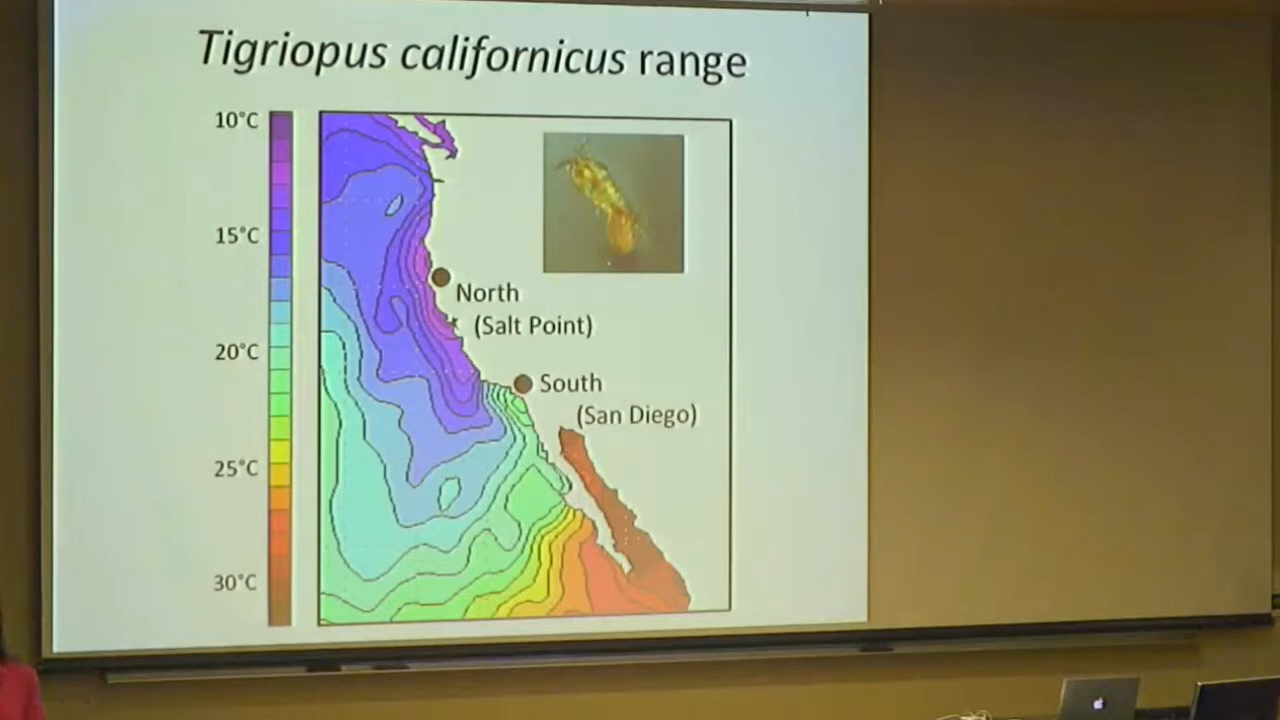 Tigriopus californicus range
10°C
15°C
20°C
25°C
30°C
North
(Salt Point)
South
(San Diego)